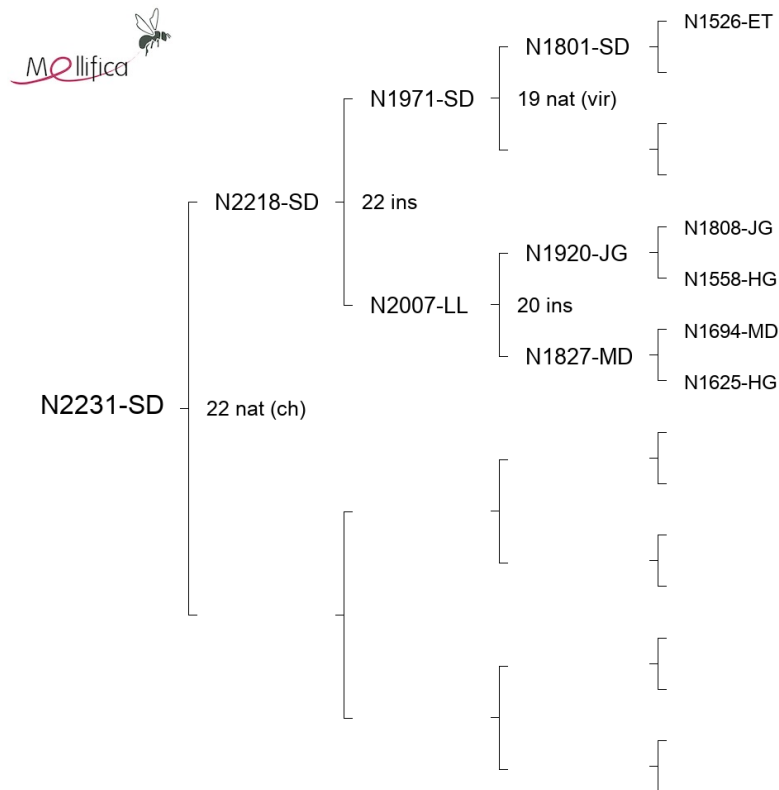 Mellifica
N1526-ET
N1801-SD
N1971-SD
19 nat (vir)
N2218-SD
22 ins
N1808-JG
N1920-JG
N1558-HG
N2007-LL
20 ins
N1694-MD
N1827-MD
N1625-HG
N2231-SD
22 nat (ch)